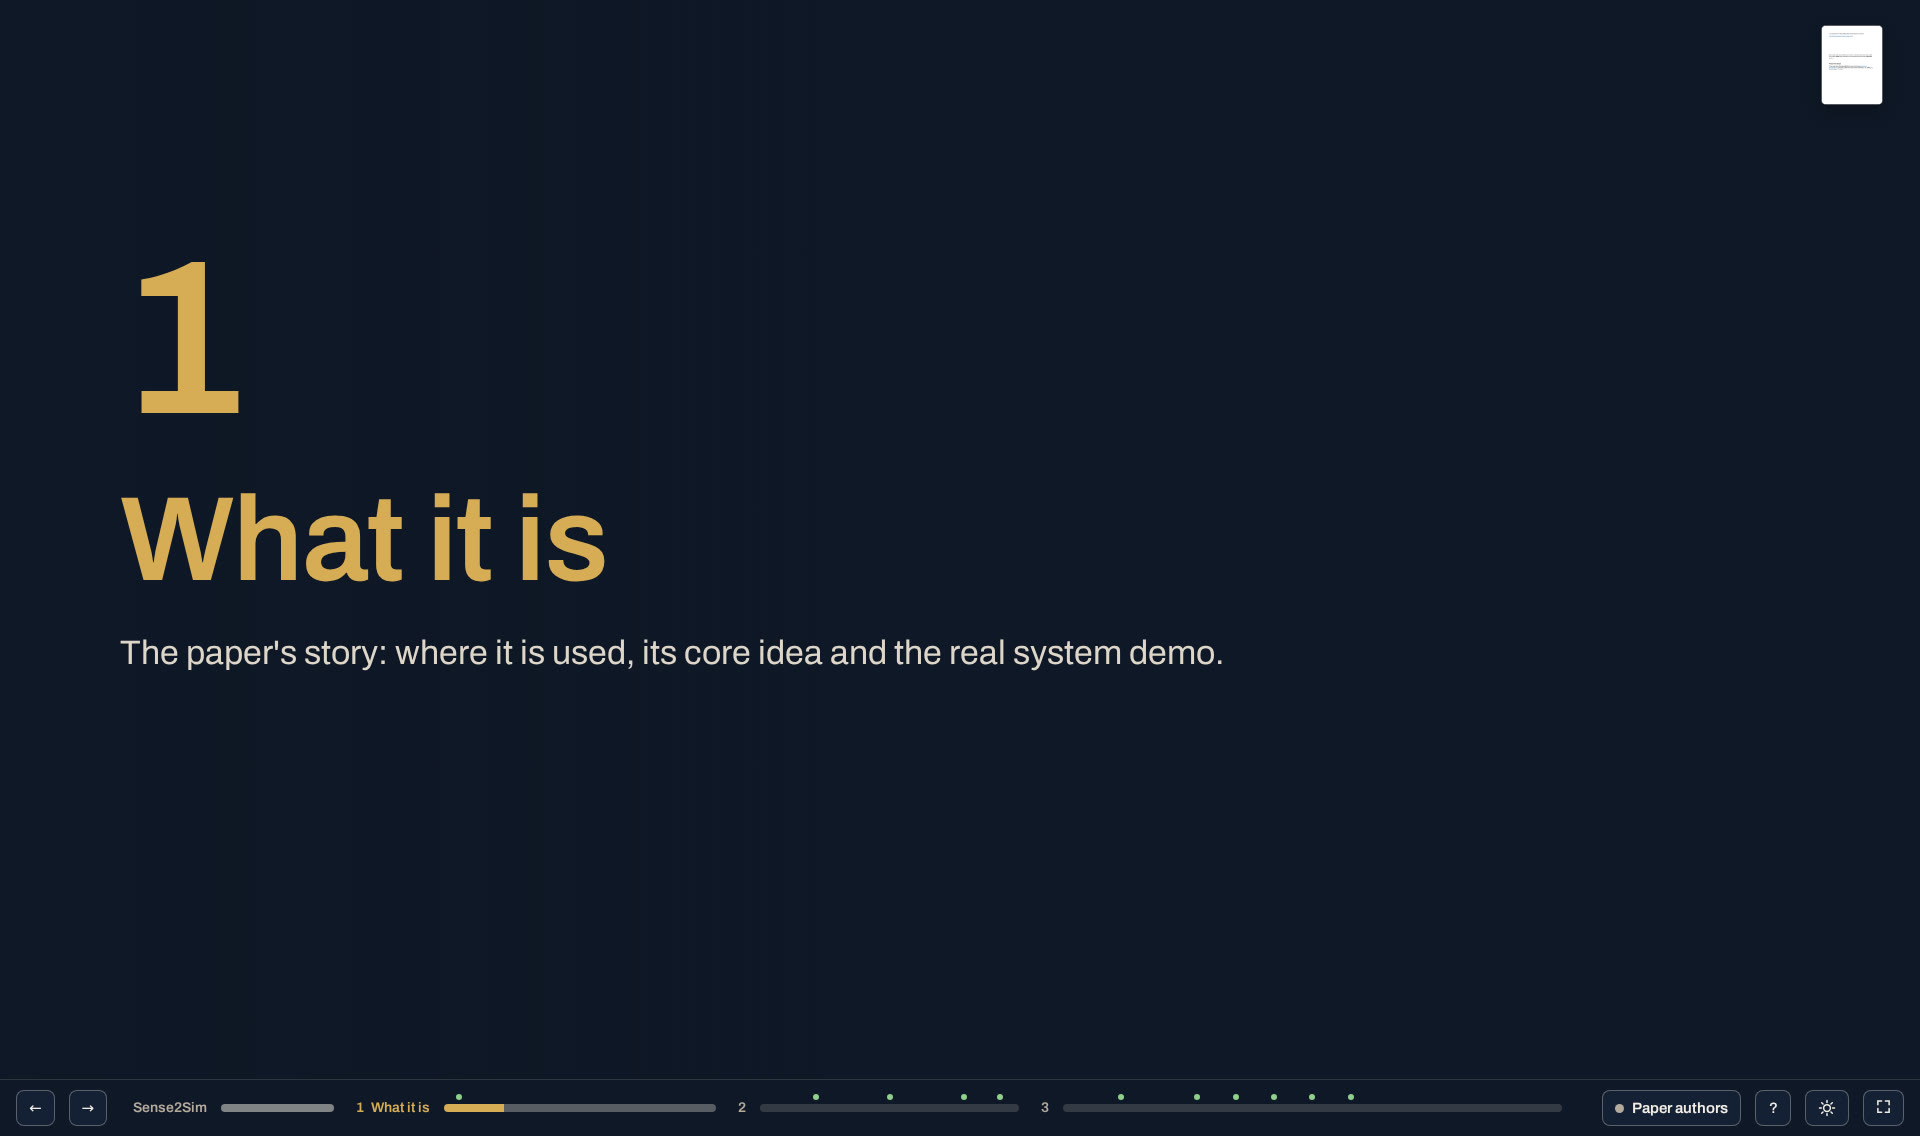 1
What it is
The paper's story: where it is used, its core idea and the real system demo.
← → Sense2Sim 1 What it is 2 3 Paper authors ?